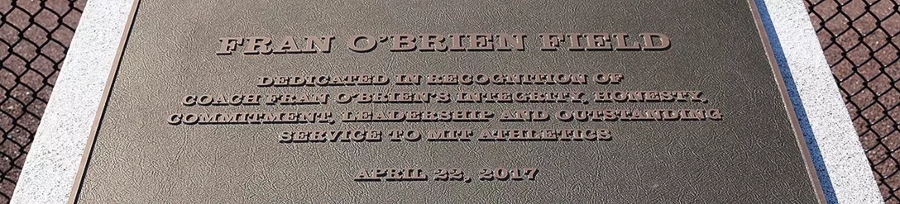 FRAN O'BRIEN FIELD
DEDICATED IN RECOGNITION OF
COACH FRAN O'BRIEN'S INTEGRITY, HONESTY,
COMMITMENT, LEADERSHIP AND OUTSTANDING
SERVICE TO MIT ATHLETICS
APRIL 22, 2017